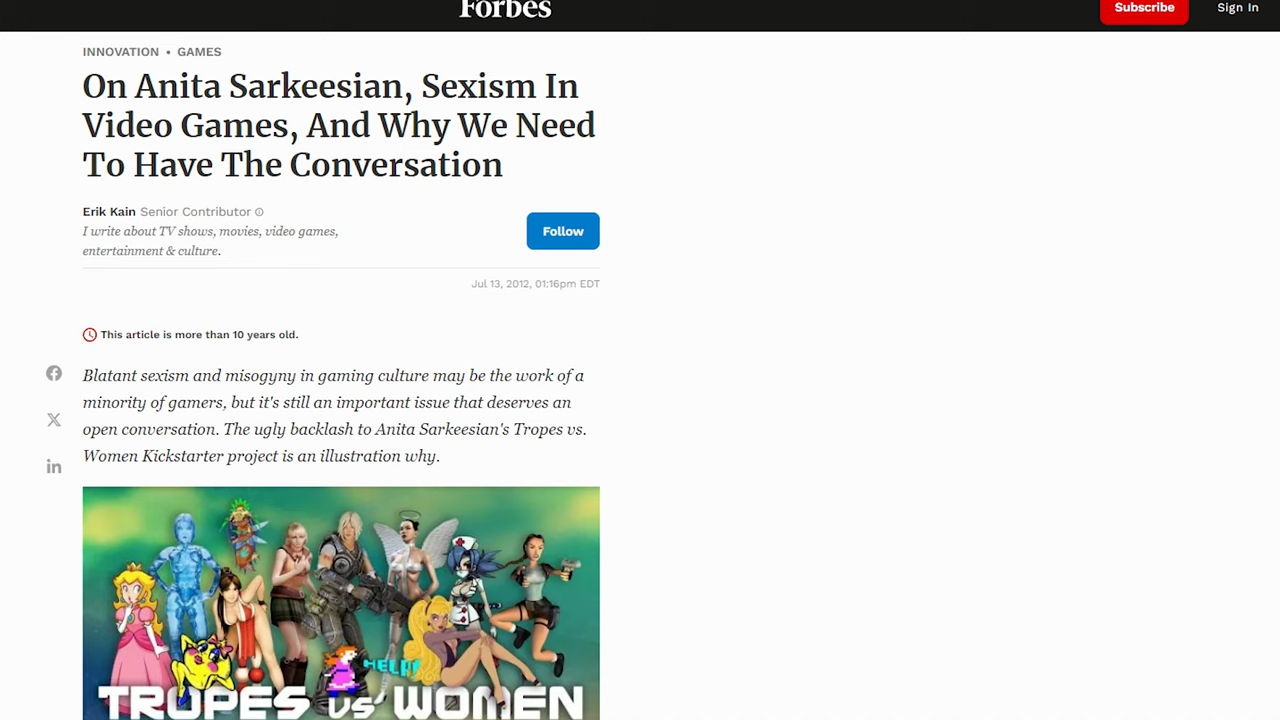 Forbes
Subscribe
Sign In
INNOVATION • GAMES
On Anita Sarkeesian, Sexism In
Video Games, And Why We Need
To Have The Conversation
Erik Kain Senior Contributor
I write about TV shows, movies, video games,
entertainment & culture.
Follow
Jul 13, 2012, 01:16pm EDT
This article is more than 10 years old.
Blatant sexism and misogyny in gaming culture may be the work of a
minority of gamers, but it's still an important issue that deserves an
open conversation. The ugly backlash to Anita Sarkeesian's Tropes vs.
Women Kickstarter project is an illustration why.
HELP!
TROPES VS WOMEN